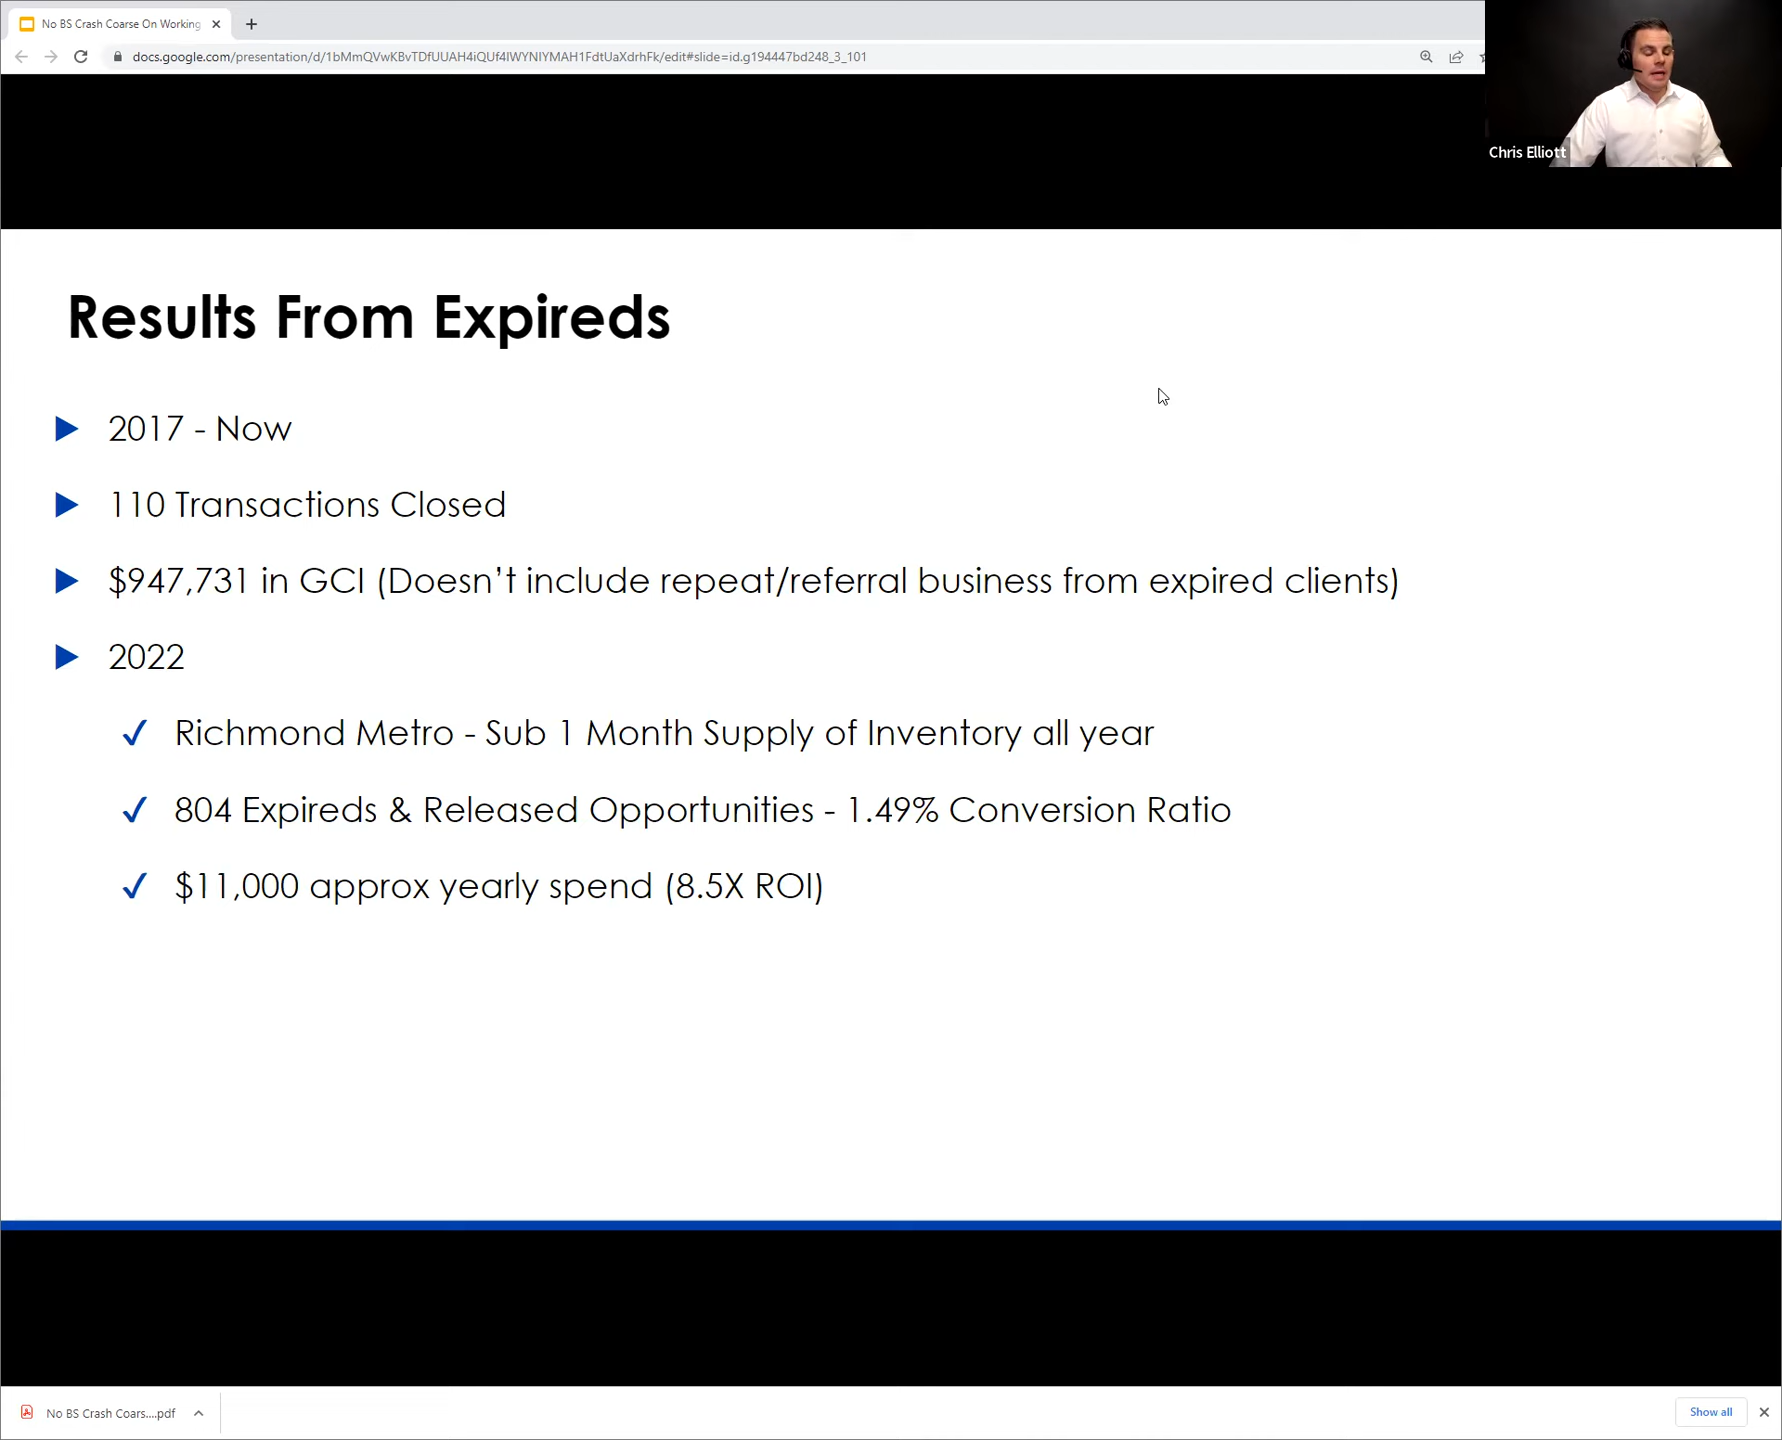 No BS Crash Coarse On Working
docs.google.com/presentation/d/1bMmQVwKBvTDfUUAH4iQUf4IWYNIYMAH1FdtUaXdrhFk/edit#slide=id.g194447bd248_3_101
Chris Elliott
Results From Expireds
2017 - Now
110 Transactions Closed
$947,731 in GCI (Doesn’t include repeat/referral business from expired clients)
2022
Richmond Metro - Sub 1 Month Supply of Inventory all year
804 Expireds & Released Opportunities - 1.49% Conversion Ratio
$11,000 approx yearly spend (8.5X ROI)
No BS Crash Coars....pdf
Show all